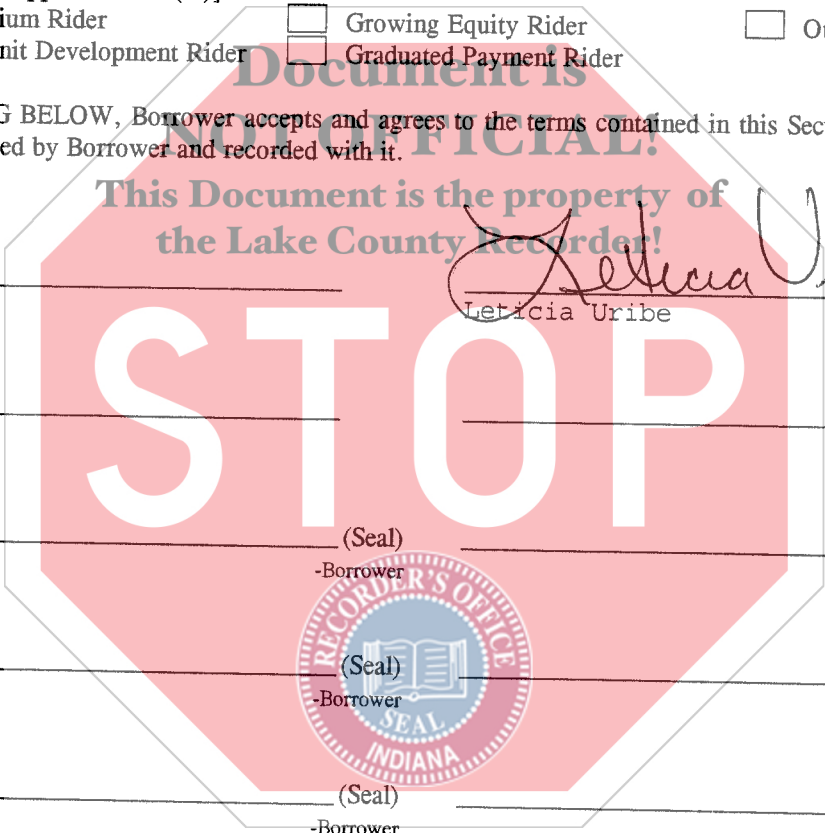 ium Rider Growing Equity Rider
nit Development Rider Graduated Payment Rider
Document is
G BELOW, Borrower accepts and agrees to the terms contained in this Sec
NOT OFFICIAL!
ed by Borrower and recorded with it.
This Document is the property of
the Lake County Recorder!
Leticia U
Leticia Uribe
STOP
(Seal)
-Borrower
RECORDER'S OFFICE
(Seal)
-Borrower
SEAL
INDIANA
(Seal)
-Borrower